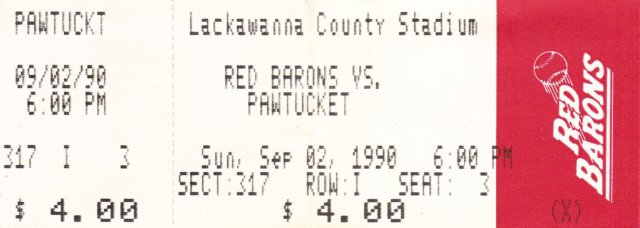 PAWTUCKT
09/02/90
6:00 PM
317 I 3
$ 4.00
Lackawanna County Stadium
RED BARONS VS.
PAWTUCKET
Sun, Sep 02, 1990 6:00 PM
SECT:317 ROW:I SEAT: 3
$ 4.00
RED
BARONS
(X)